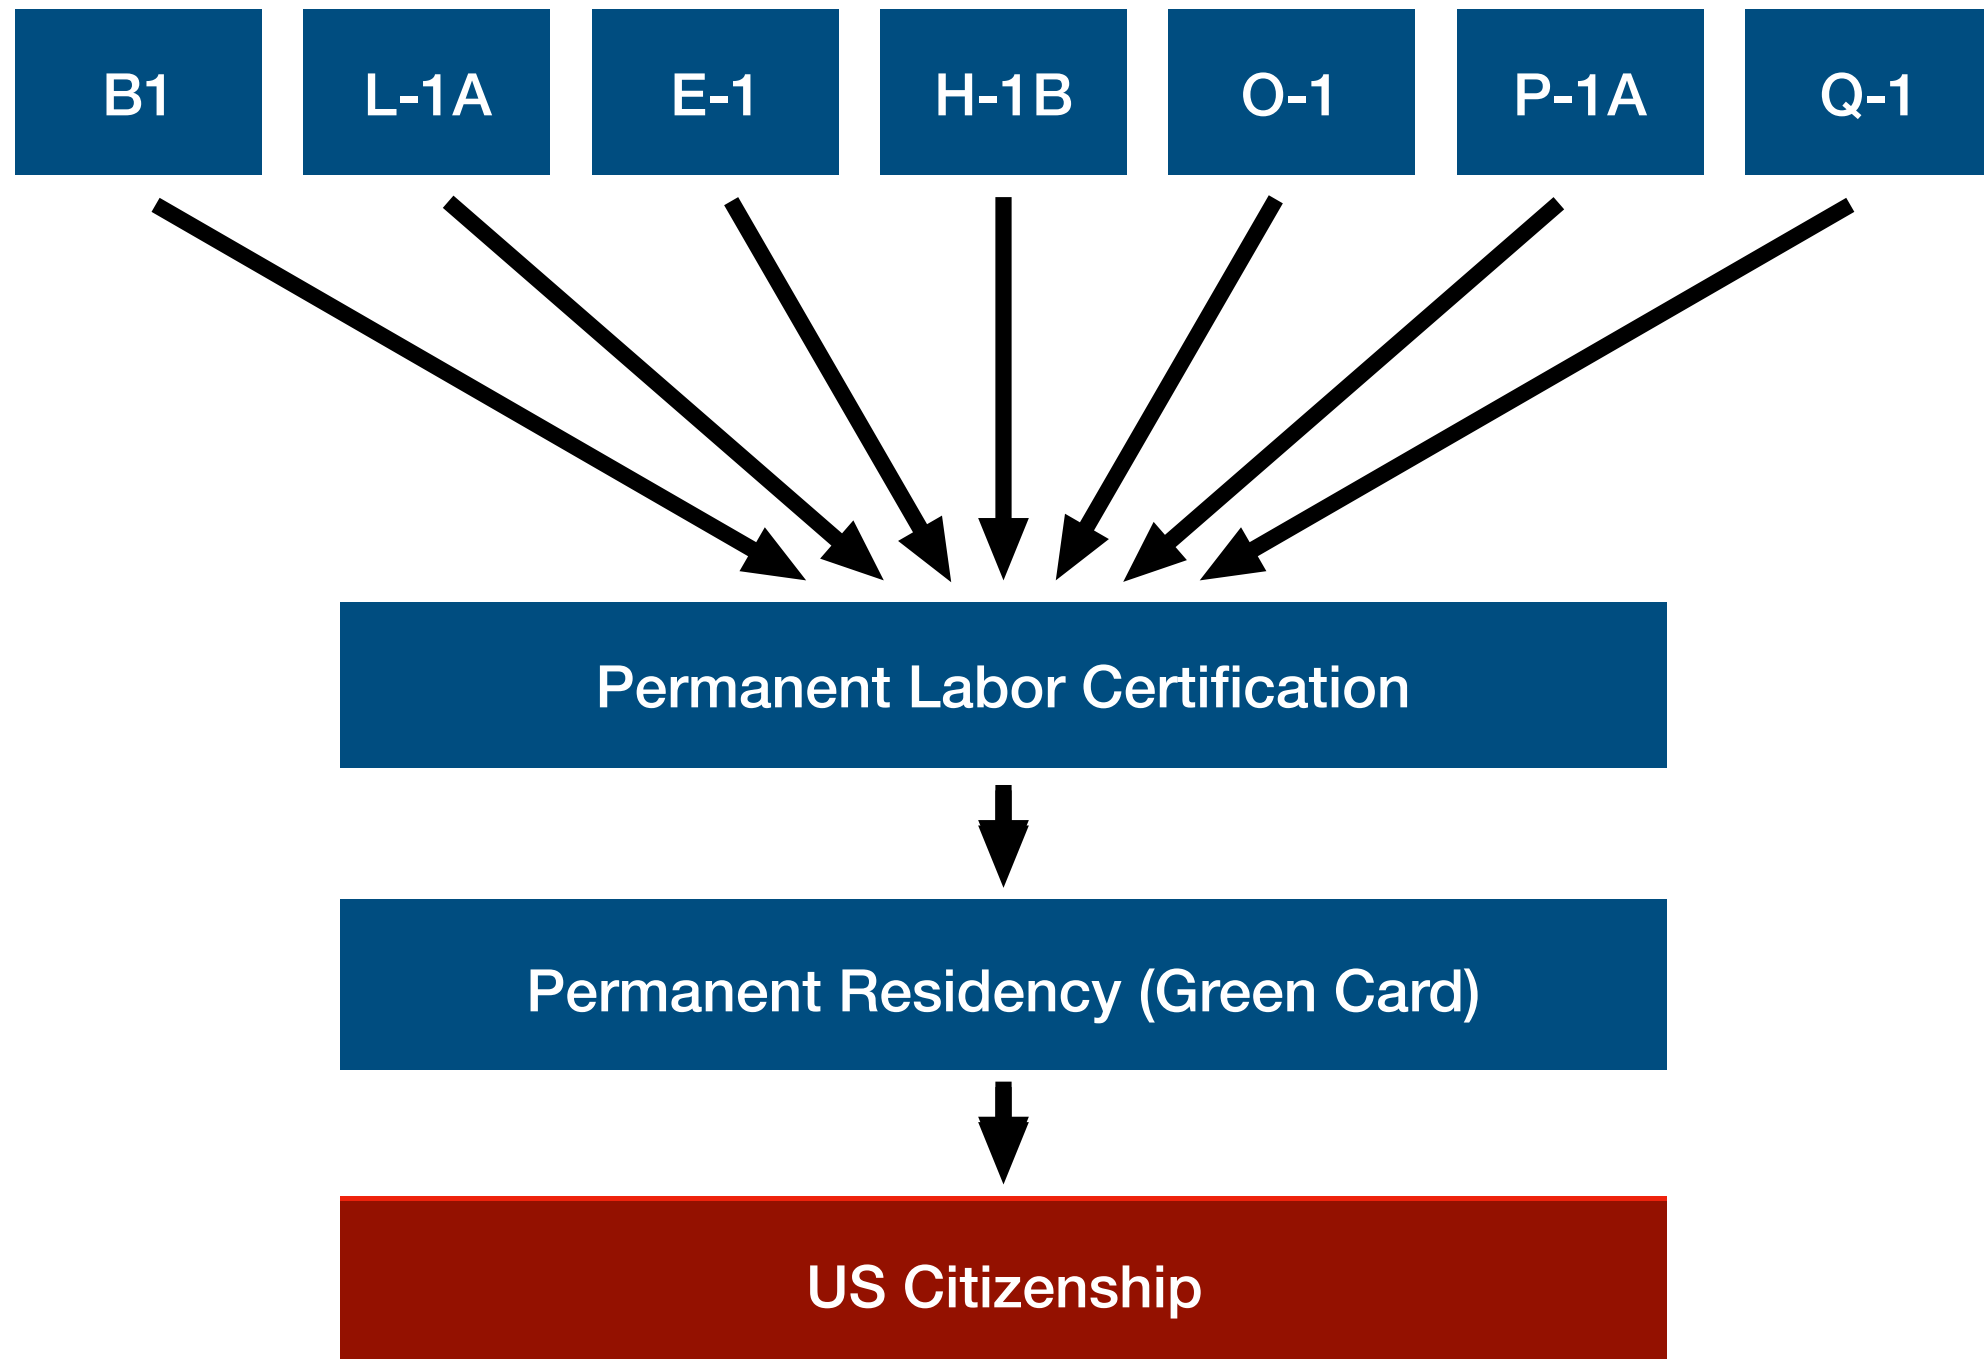 B1
L-1A
E-1
H-1B
O-1
P-1A
Q-1
Permanent Labor Certification
Permanent Residency (Green Card)
US Citizenship